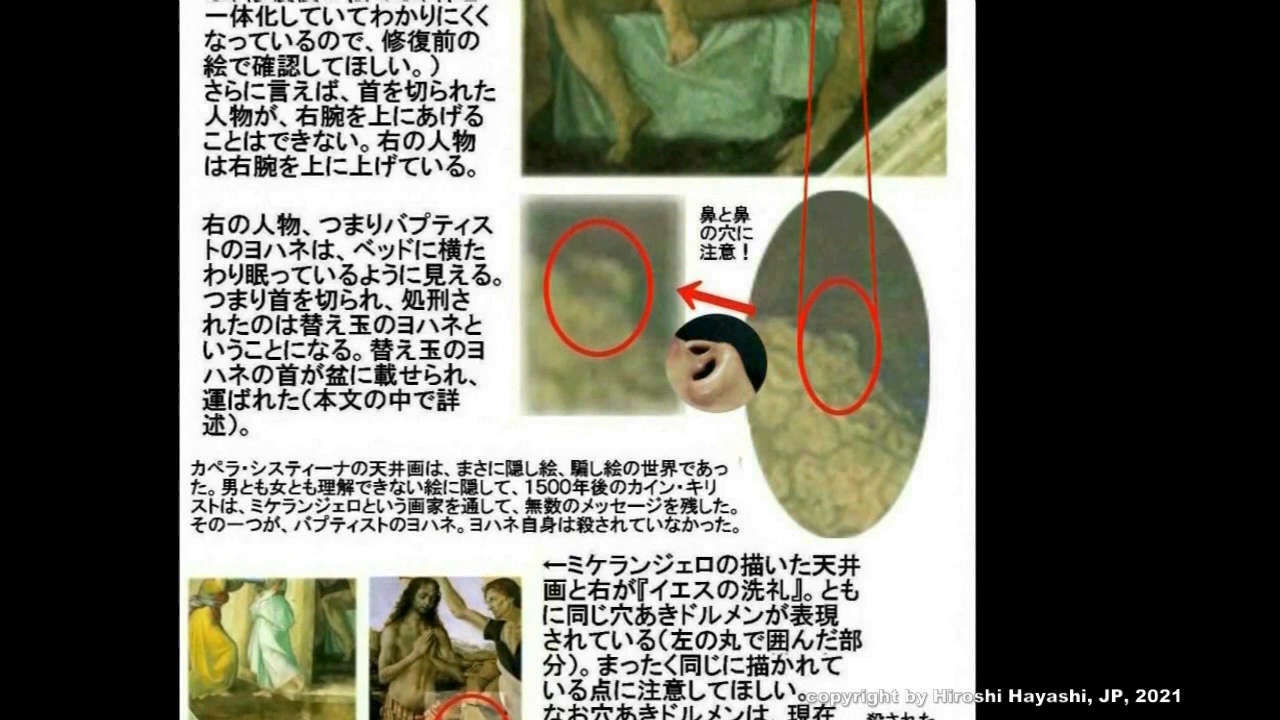 一体化していてわかりにくく
なっているので、修復前の
絵で確認してほしい。)
さらに言えば、首を切られた
人物が、右腕を上にあげる
ことはできない。右の人物
は右腕を上に上げている。
右の人物、つまりバプティス
トのヨハネは、ベッドに横た
わり眠っているように見える。
つまり首を切られ、処刑さ
れたのは替え玉のヨハネと
いうことになる。替え玉のヨ
ハネの首が盆に載せられ、
運ばれた(本文の中で詳
述)。
鼻と鼻
の穴に
注意!
カペラ・システィーナの天井画は、まさに隠し絵、騙し絵の世界であっ
た。男とも女とも理解できない絵に隠して、1500年後のカイン・キリ
ストは、ミケランジェロという画家を通して、無数のメッセージを残した。
その一つが、バプティストのヨハネ。ヨハネ自身は殺されていなかった。
←ミケランジェロの描いた天井
画と右が『イエスの洗礼』。とも
に同じ穴あきドルメンが表現
されている(左の丸で囲んだ部
分)。まったく同じに描かれて
いる点に注意してほしい。
なお穴あきドルメンは、現在
殺された
copyright by Hiroshi Hayashi, JP, 2021